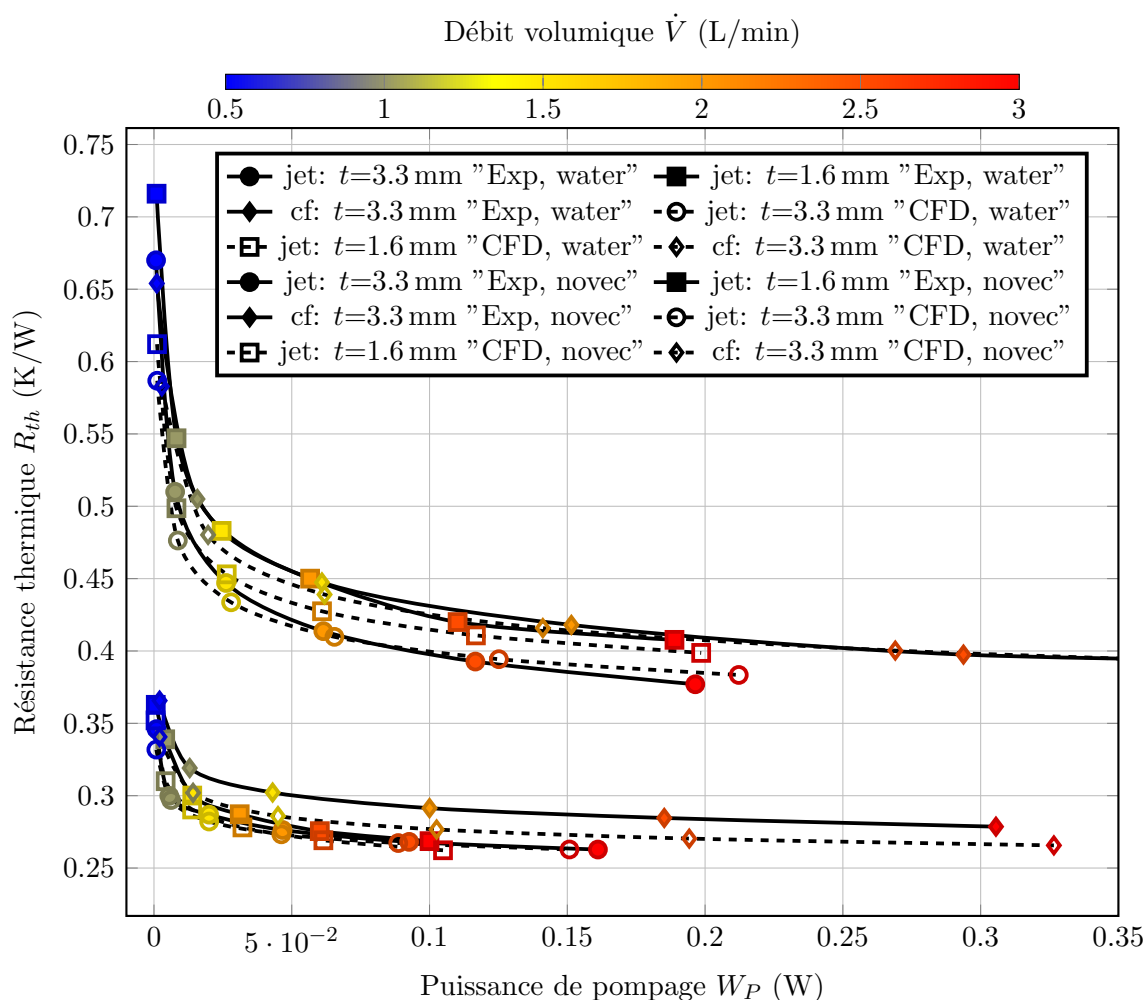 Débit volumique V̇ (L/min)
0.5 1 1.5 2 2.5 3
0.75
0.7
0.65
0.6
0.55
0.5
0.45
0.4
0.35
0.3
0.25
Résistance thermique R_th (K/W)
jet: t=3.3 mm ”Exp, water” jet: t=1.6 mm ”Exp, water”
cf: t=3.3 mm ”Exp, water” jet: t=3.3 mm ”CFD, water”
jet: t=1.6 mm ”CFD, water” cf: t=3.3 mm ”CFD, water”
jet: t=3.3 mm ”Exp, novec” jet: t=1.6 mm ”Exp, novec”
cf: t=3.3 mm ”Exp, novec” jet: t=3.3 mm ”CFD, novec”
jet: t=1.6 mm ”CFD, novec” cf: t=3.3 mm ”CFD, novec”
0 5 · 10⁻² 0.1 0.15 0.2 0.25 0.3 0.35
Puissance de pompage W_P (W)